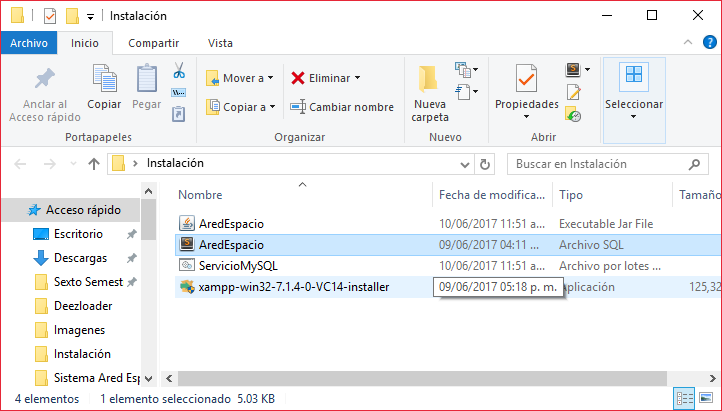 Instalación
Archivo Inicio Compartir Vista
Anclar al Acceso rápido
Copiar
Pegar
Portapapeles
Mover a
Copiar a
Eliminar
Cambiar nombre
Organizar
Nueva carpeta
Nuevo
Propiedades
Abrir
Seleccionar
Instalación
Buscar en Instalación
Nombre Fecha de modifica... Tipo Tamaño
Acceso rápido
Escritorio
Descargas
Sexto Semest
Deezloader
Imagenes
Instalación
Sistema Ared Esp
AredEspacio 10/06/2017 11:51 a... Executable Jar File
AredEspacio 09/06/2017 04:11 ... Archivo SQL
ServicioMySQL 10/06/2017 11:51 a... Archivo por lotes ...
xampp-win32-7.1.4-0-VC14-installer 09/06/2017 05:18 p. m. plicación 125,32
4 elementos 1 elemento seleccionado 5.03 KB